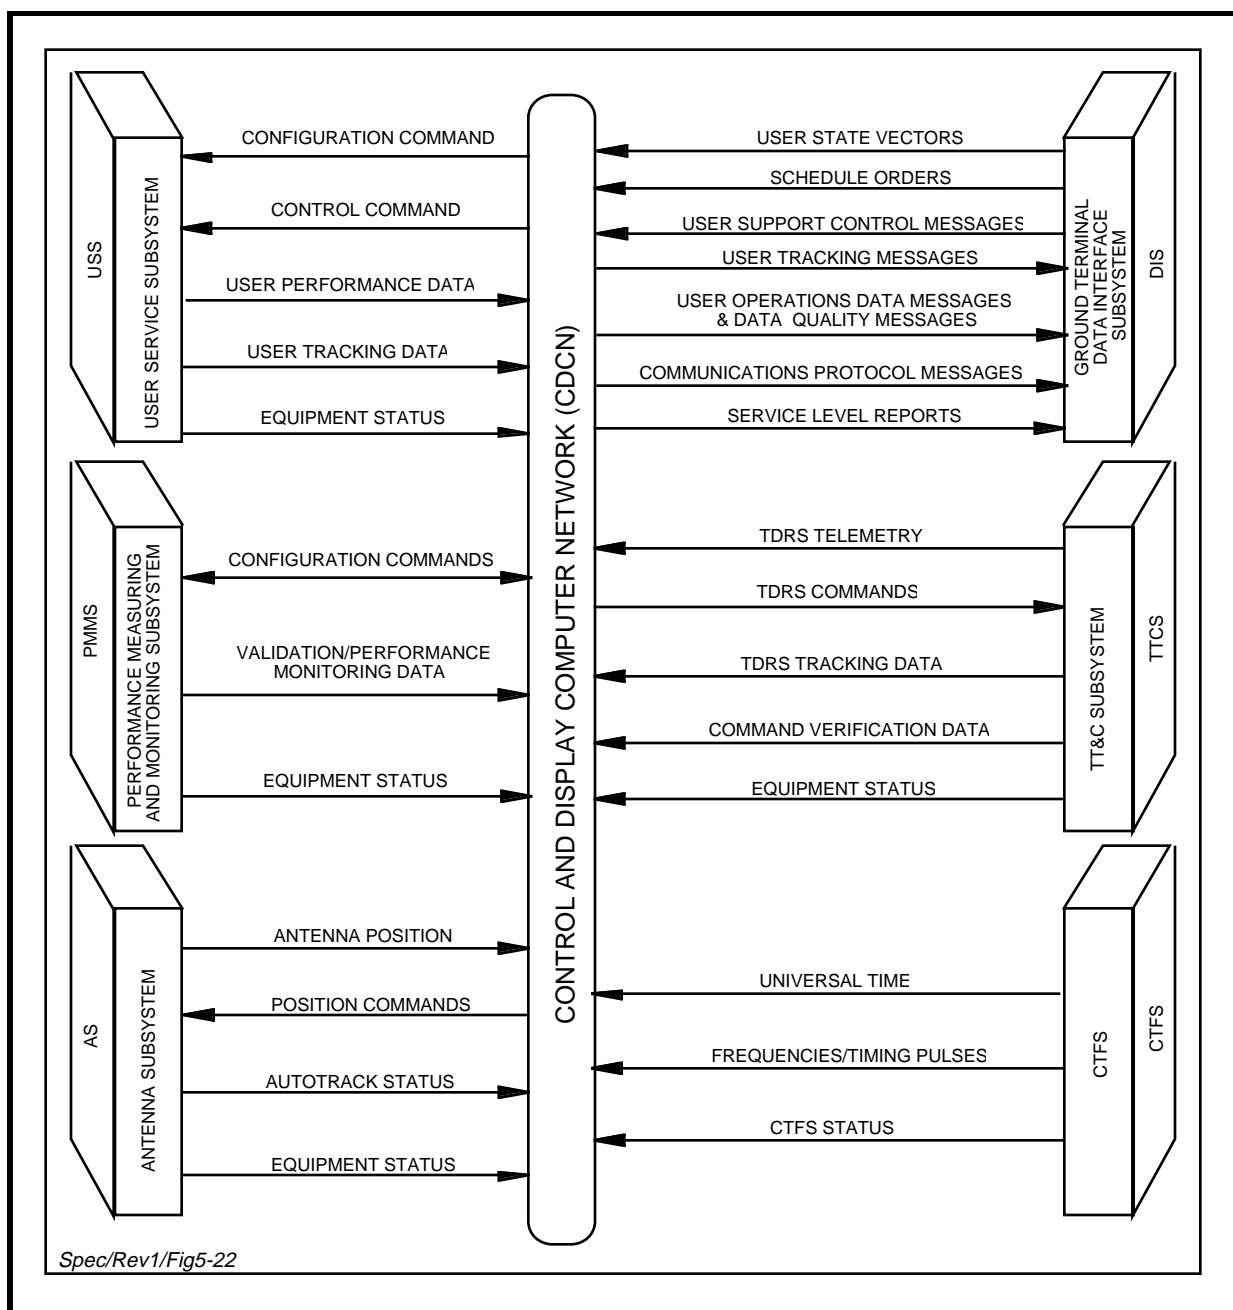 USS
USER SERVICE SUBSYSTEM
CONFIGURATION COMMAND
CONTROL COMMAND
USER PERFORMANCE DATA
USER TRACKING DATA
EQUIPMENT STATUS
PMMS
PERFORMANCE MEASURING
AND MONITORING SUBSYSTEM
CONFIGURATION COMMANDS
VALIDATION/PERFORMANCE
MONITORING DATA
EQUIPMENT STATUS
AS
ANTENNA SUBSYSTEM
ANTENNA POSITION
POSITION COMMANDS
AUTOTRACK STATUS
EQUIPMENT STATUS
CONTROL AND DISPLAY COMPUTER NETWORK (CDCN)
USER STATE VECTORS
SCHEDULE ORDERS
USER SUPPORT CONTROL MESSAGES
USER TRACKING MESSAGES
USER OPERATIONS DATA MESSAGES
& DATA QUALITY MESSAGES
COMMUNICATIONS PROTOCOL MESSAGES
SERVICE LEVEL REPORTS
GROUND TERMINAL
DATA INTERFACE
SUBSYSTEM
DIS
TDRS TELEMETRY
TDRS COMMANDS
TDRS TRACKING DATA
COMMAND VERIFICATION DATA
EQUIPMENT STATUS
TT&C SUBSYSTEM
TTCS
UNIVERSAL TIME
FREQUENCIES/TIMING PULSES
CTFS STATUS
CTFS
CTFS
Spec/Rev1/Fig5-22